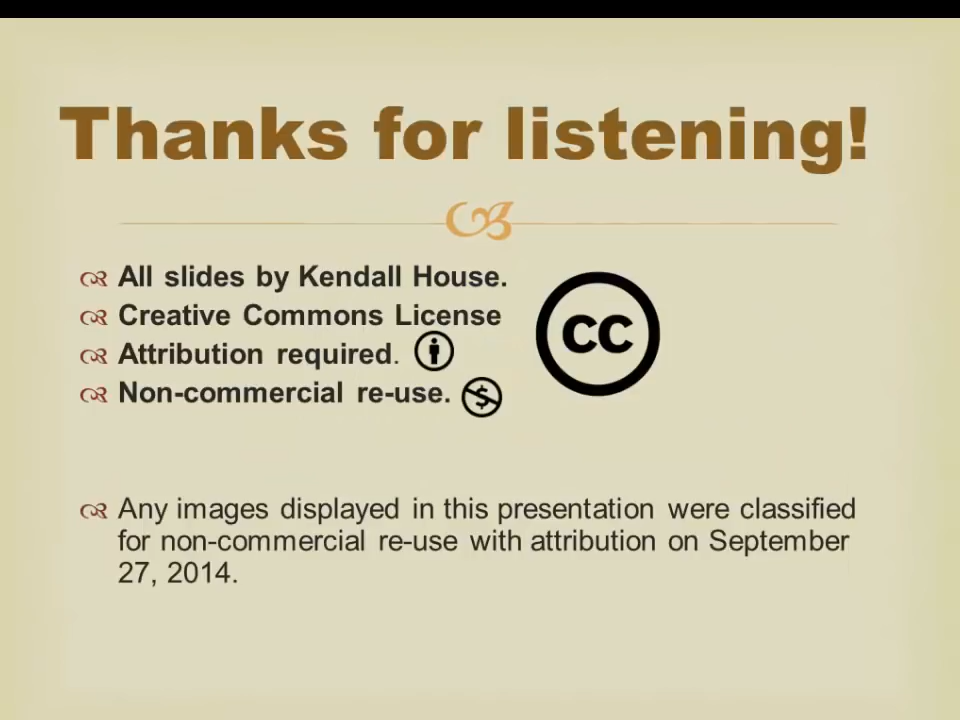 Thanks for listening!
All slides by Kendall House.
Creative Commons License
Attribution required.
Non-commercial re-use.
CC
$
Any images displayed in this presentation were classified
for non-commercial re-use with attribution on September
27, 2014.